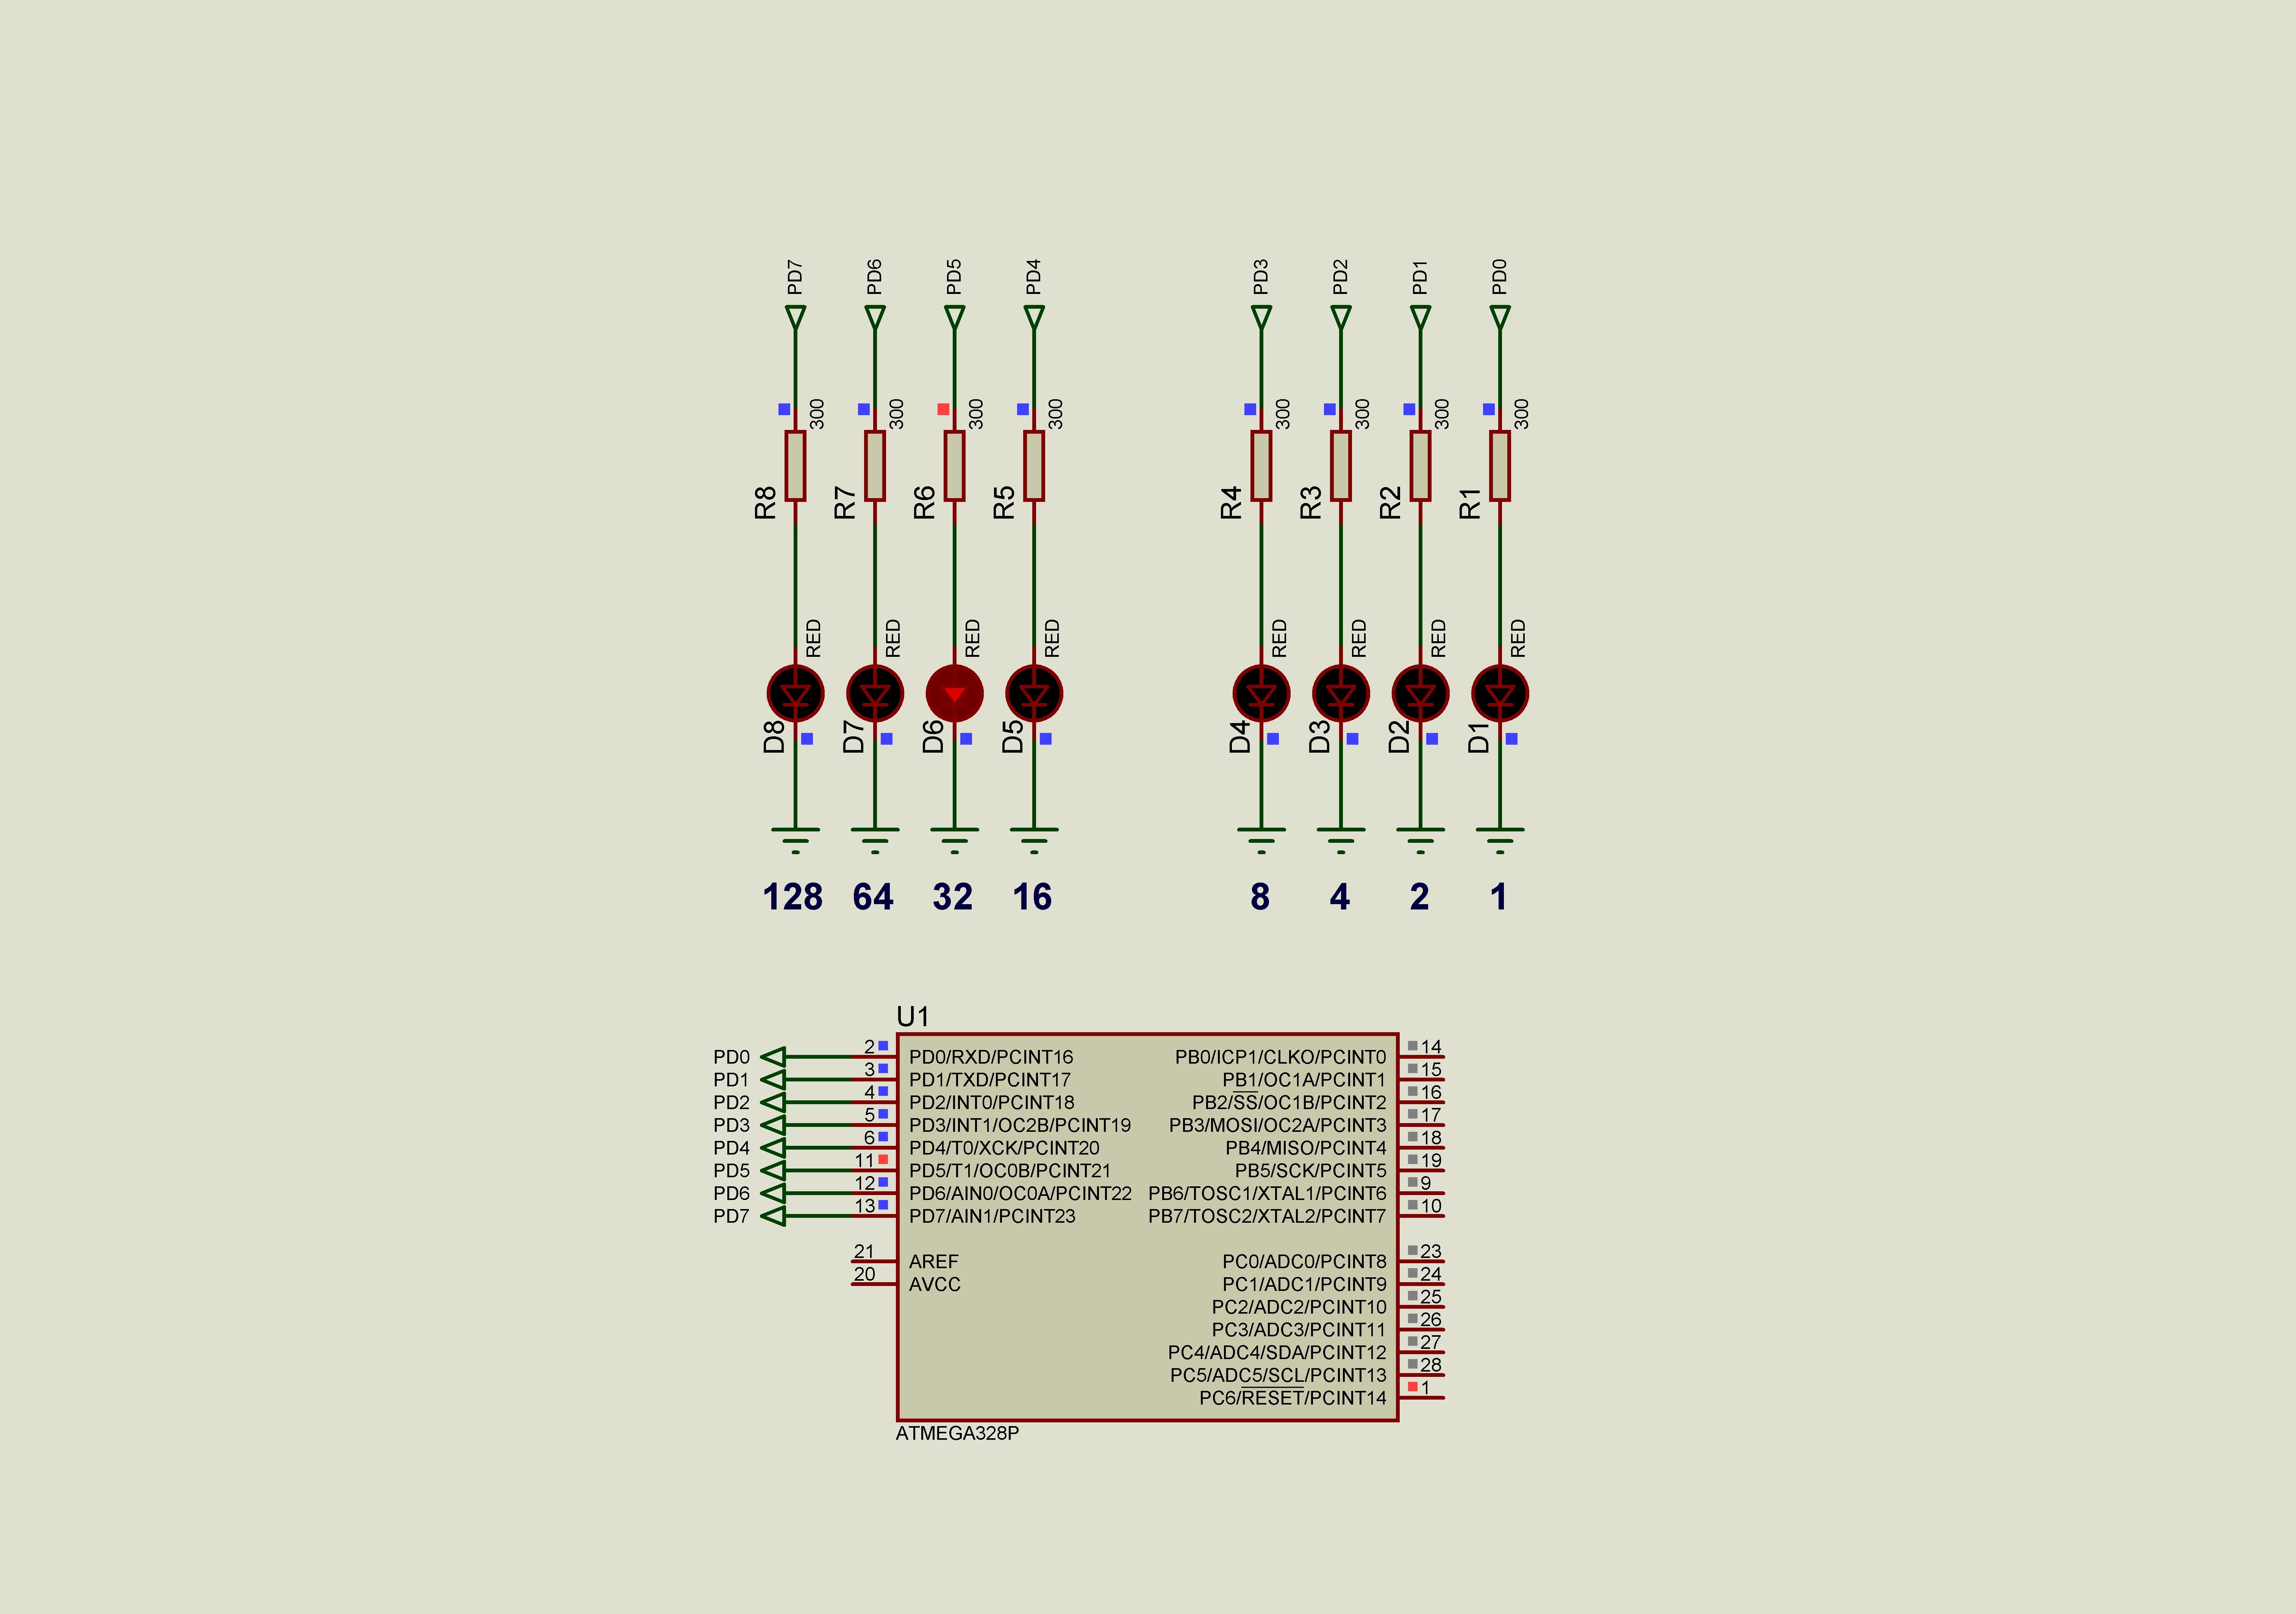 PD7 PD6 PD5 PD4 PD3 PD2 PD1 PD0
300 300 300 300 300 300 300 300
R8 R7 R6 R5 R4 R3 R2 R1
RED RED RED RED RED RED RED RED
D8 D7 D6 D5 D4 D3 D2 D1
128 64 32 16 8 4 2 1
U1
PD0 2 PD0/RXD/PCINT16 PB0/ICP1/CLKO/PCINT0 14
PD1 3 PD1/TXD/PCINT17 PB1/OC1A/PCINT1 15
PD2 4 PD2/INT0/PCINT18 PB2/SS/OC1B/PCINT2 16
PD3 5 PD3/INT1/OC2B/PCINT19 PB3/MOSI/OC2A/PCINT3 17
PD4 6 PD4/T0/XCK/PCINT20 PB4/MISO/PCINT4 18
PD5 11 PD5/T1/OC0B/PCINT21 PB5/SCK/PCINT5 19
PD6 12 PD6/AIN0/OC0A/PCINT22 PB6/TOSC1/XTAL1/PCINT6 9
PD7 13 PD7/AIN1/PCINT23 PB7/TOSC2/XTAL2/PCINT7 10
21 AREF PC0/ADC0/PCINT8 23
20 AVCC PC1/ADC1/PCINT9 24
PC2/ADC2/PCINT10 25
PC3/ADC3/PCINT11 26
PC4/ADC4/SDA/PCINT12 27
PC5/ADC5/SCL/PCINT13 28
PC6/RESET/PCINT14 1
ATMEGA328P